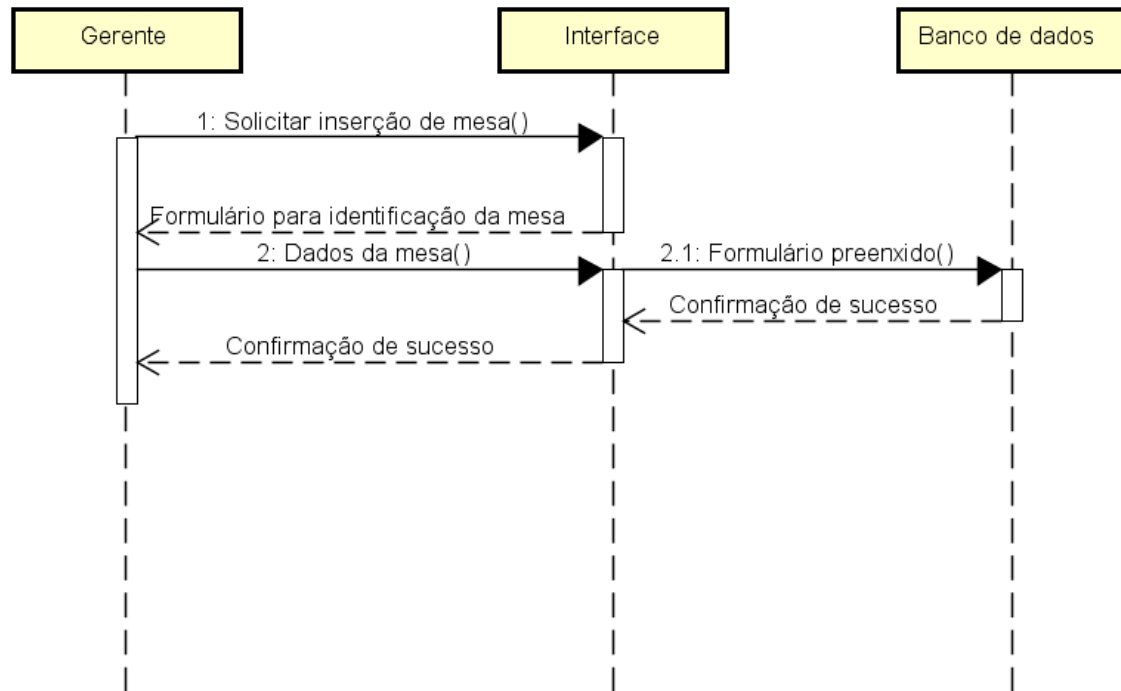 Gerente
Interface
Banco de dados
1: Solicitar inserção de mesa()
Formulário para identificação da mesa
2: Dados da mesa()
2.1: Formulário preenxido()
Confirmação de sucesso
Confirmação de sucesso